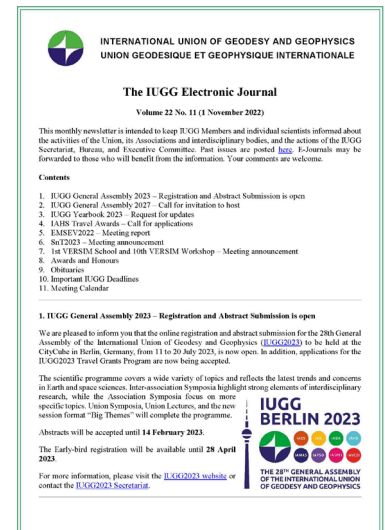 INTERNATIONAL UNION OF GEODESY AND GEOPHYSICS
UNION GEODESIQUE ET GEOPHYSIQUE INTERNATIONALE
The IUGG Electronic Journal
Volume 22 No. 11 (1 November 2022)
This monthly newsletter is intended to keep IUGG Members and individual scientists informed about
the activities of the Union, its Associations and interdisciplinary bodies, and the actions of the IUGG
Secretariat, Bureau, and Executive Committee. Past issues are posted here. E-Journals may be
forwarded to those who will benefit from the information. Your comments are welcome.
Contents
1. IUGG General Assembly 2023 – Registration and Abstract Submission is open
2. IUGG General Assembly 2027 – Call for invitation to host
3. IUGG Yearbook 2023 – Request for updates
4. IAHS Travel Awards – Call for applications
5. EMSEV2022 – Meeting report
6. SnT2023 – Meeting announcement
7. 1st VERSIM School and 10th VERSIM Workshop – Meeting announcement
8. Awards and Honours
9. Obituaries
10. Important IUGG Deadlines
11. Meeting Calendar
1. IUGG General Assembly 2023 – Registration and Abstract Submission is open
We are pleased to inform you that the online registration and abstract submission for the 28th General
Assembly of the International Union of Geodesy and Geophysics (IUGG2023) to be held at the
CityCube in Berlin, Germany, from 11 to 20 July 2023, is now open. In addition, applications for the
IUGG2023 Travel Grants Program are now being accepted.
The scientific programme covers a wide variety of topics and reflects the latest trends and concerns
in Earth and space sciences. Inter-association Symposia highlight strong elements of interdisciplinary
research, while the Association Symposia focus on more
specific topics. Union Symposia, Union Lectures, and the new
session format "Big Themes" will complete the programme.
Abstracts will be accepted until 14 February 2023.
The Early-bird registration will be available until 28 April
2023.
For more information, please visit the IUGG2023 website or
contact the IUGG2023 Secretariat.
IUGG
BERLIN 2023
IACS
IAG
IAGA
IAHS
IAMAS
IAPSO
IASPEI
IAVCEI
THE 28TH GENERAL ASSEMBLY
OF THE INTERNATIONAL UNION
OF GEODESY AND GEOPHYSICS